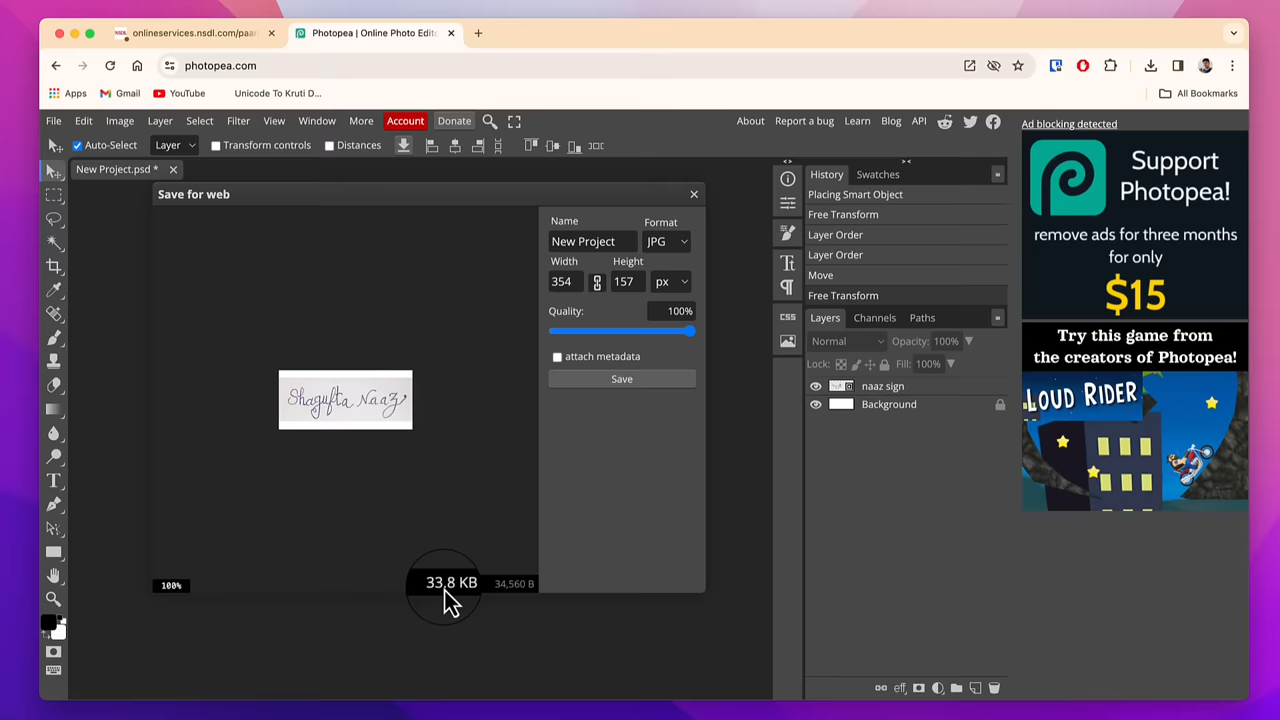 onlineservices.nsdl.com/paa
Photopea | Online Photo Edit
photopea.com
Apps
Gmail
YouTube
Unicode To Kruti D...
All Bookmarks
File Edit Image Layer Select Filter View Window More Account Donate
About Report a bug Learn Blog API
Auto-Select
Layer
Transform controls
Distances
New Project.psd *
Save for web
Name
Format
New Project
JPG
Width
Height
354
157
px
Quality:
100%
attach metadata
Save
Shagufta Naaz
100%
33.8 KB
34,560 B
CSS
History
Swatches
Placing Smart Object
Free Transform
Layer Order
Layer Order
Move
Free Transform
Layers
Channels
Paths
Normal
Opacity: 100%
Lock:
Fill: 100%
naaz sign
Background
eff
Ad blocking detected
Support
Photopea!
remove ads for three months
for only
$15
Try this game from
the creators of Photopea!
LOUD RIDER